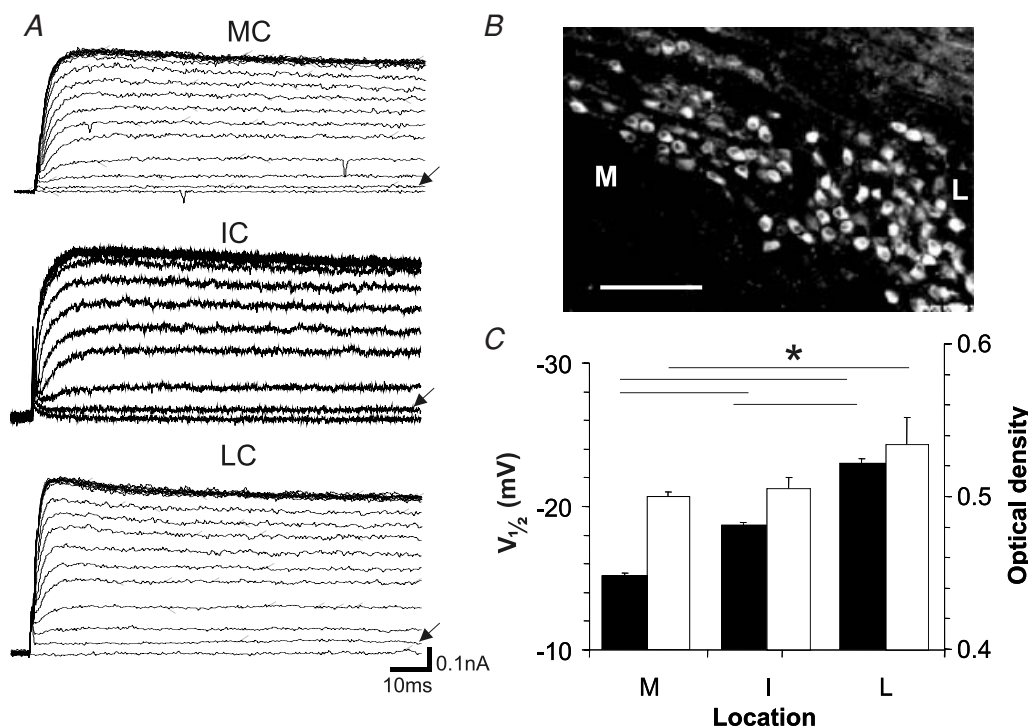 A
MC
IC
LC
0.1nA
10ms
B
M
L
C
*
-30
-20
-10
V½ (mV)
0.6
0.5
0.4
Optical density
M I L
Location